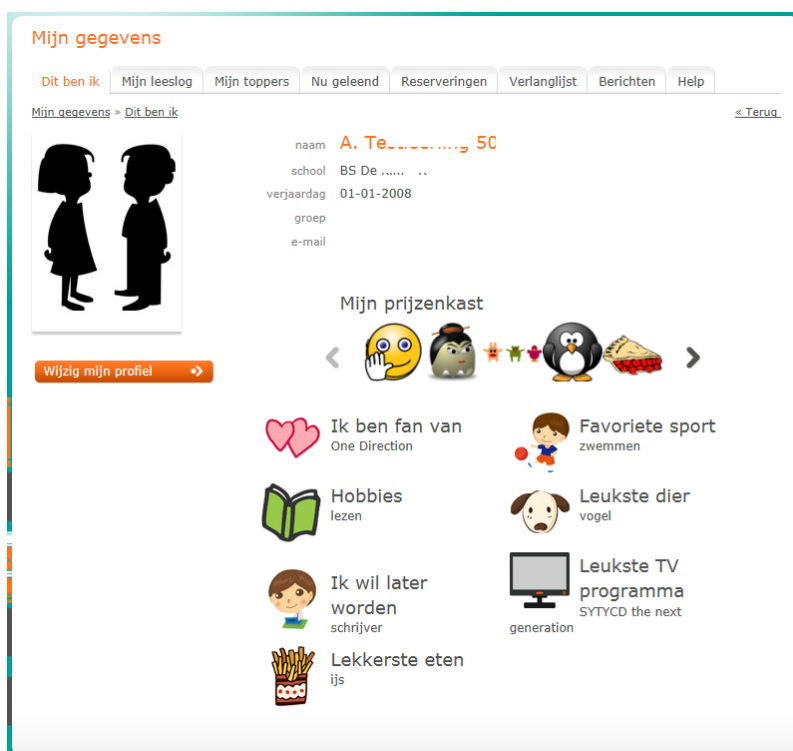 Mijn gegevens
Dit ben ik Mijn leeslog Mijn toppers Nu geleend Reserveringen Verlanglijst Berichten Help
Mijn gegevens » Dit ben ik « Terug
naam A. 50
school BS De
verjaardag 01-01-2008
groep
e-mail
Mijn prijzenkast
Wijzig mijn profiel
Ik ben fan van
One Direction
Favoriete sport
zwemmen
Hobbies
lezen
Leukste dier
vogel
Ik wil later
worden
schrijver
Leukste TV
programma
SYTYCD the next
generation
Lekkerste eten
ijs